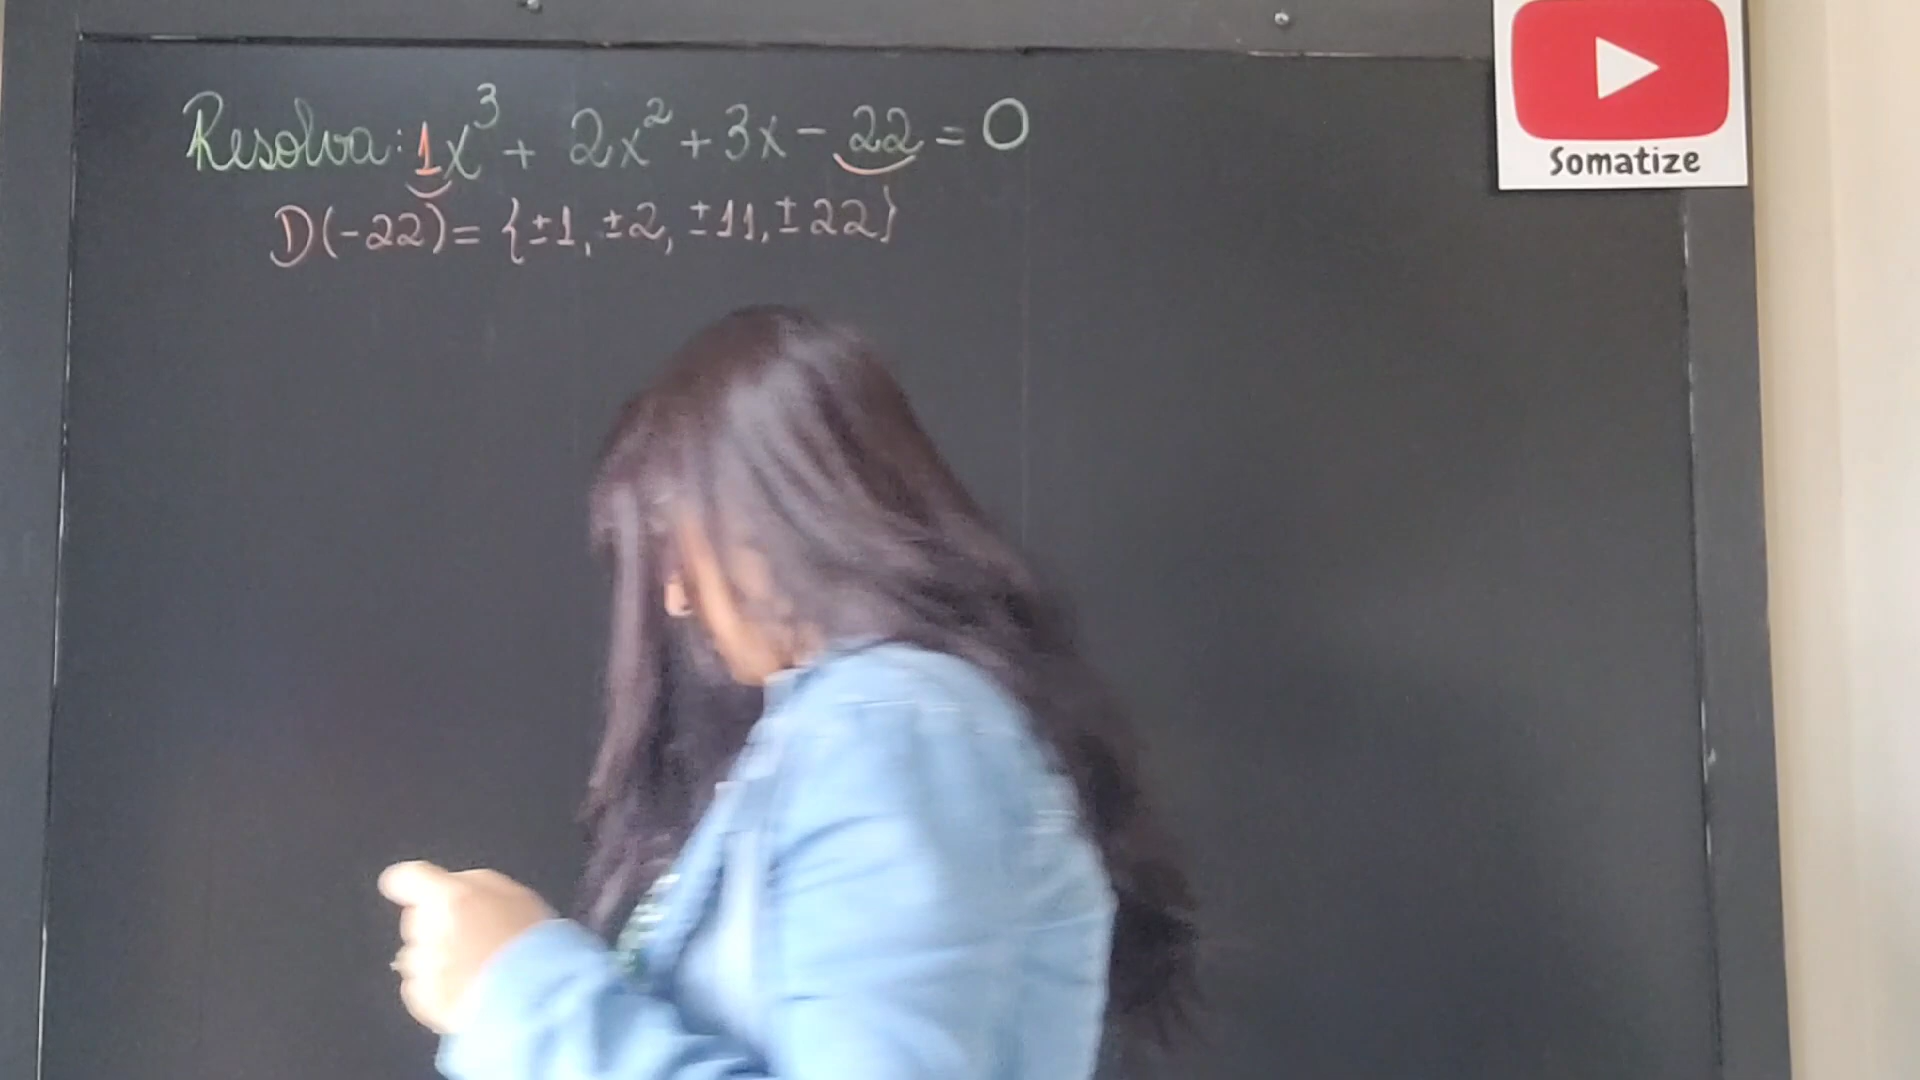 Resolva: 1x³ + 2x² + 3x - 22 = 0
D(-22) = {±1, ±2, ±11, ±22}
Somatize